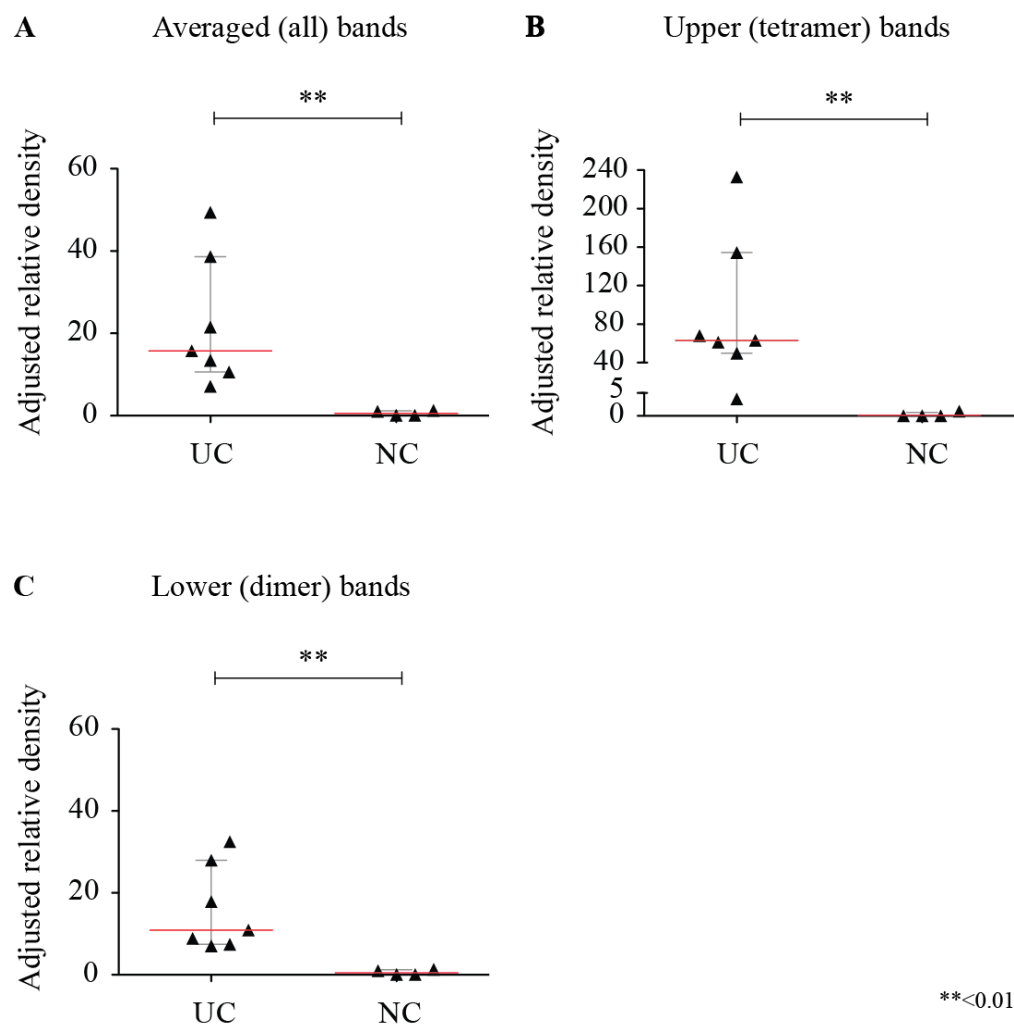 A Averaged (all) bands
**
Adjusted relative density
60
40
20
0
UC NC
B Upper (tetramer) bands
**
Adjusted relative density
240
200
160
120
80
40
5
0
UC NC
C Lower (dimer) bands
**
Adjusted relative density
60
40
20
0
UC NC
**<0.01